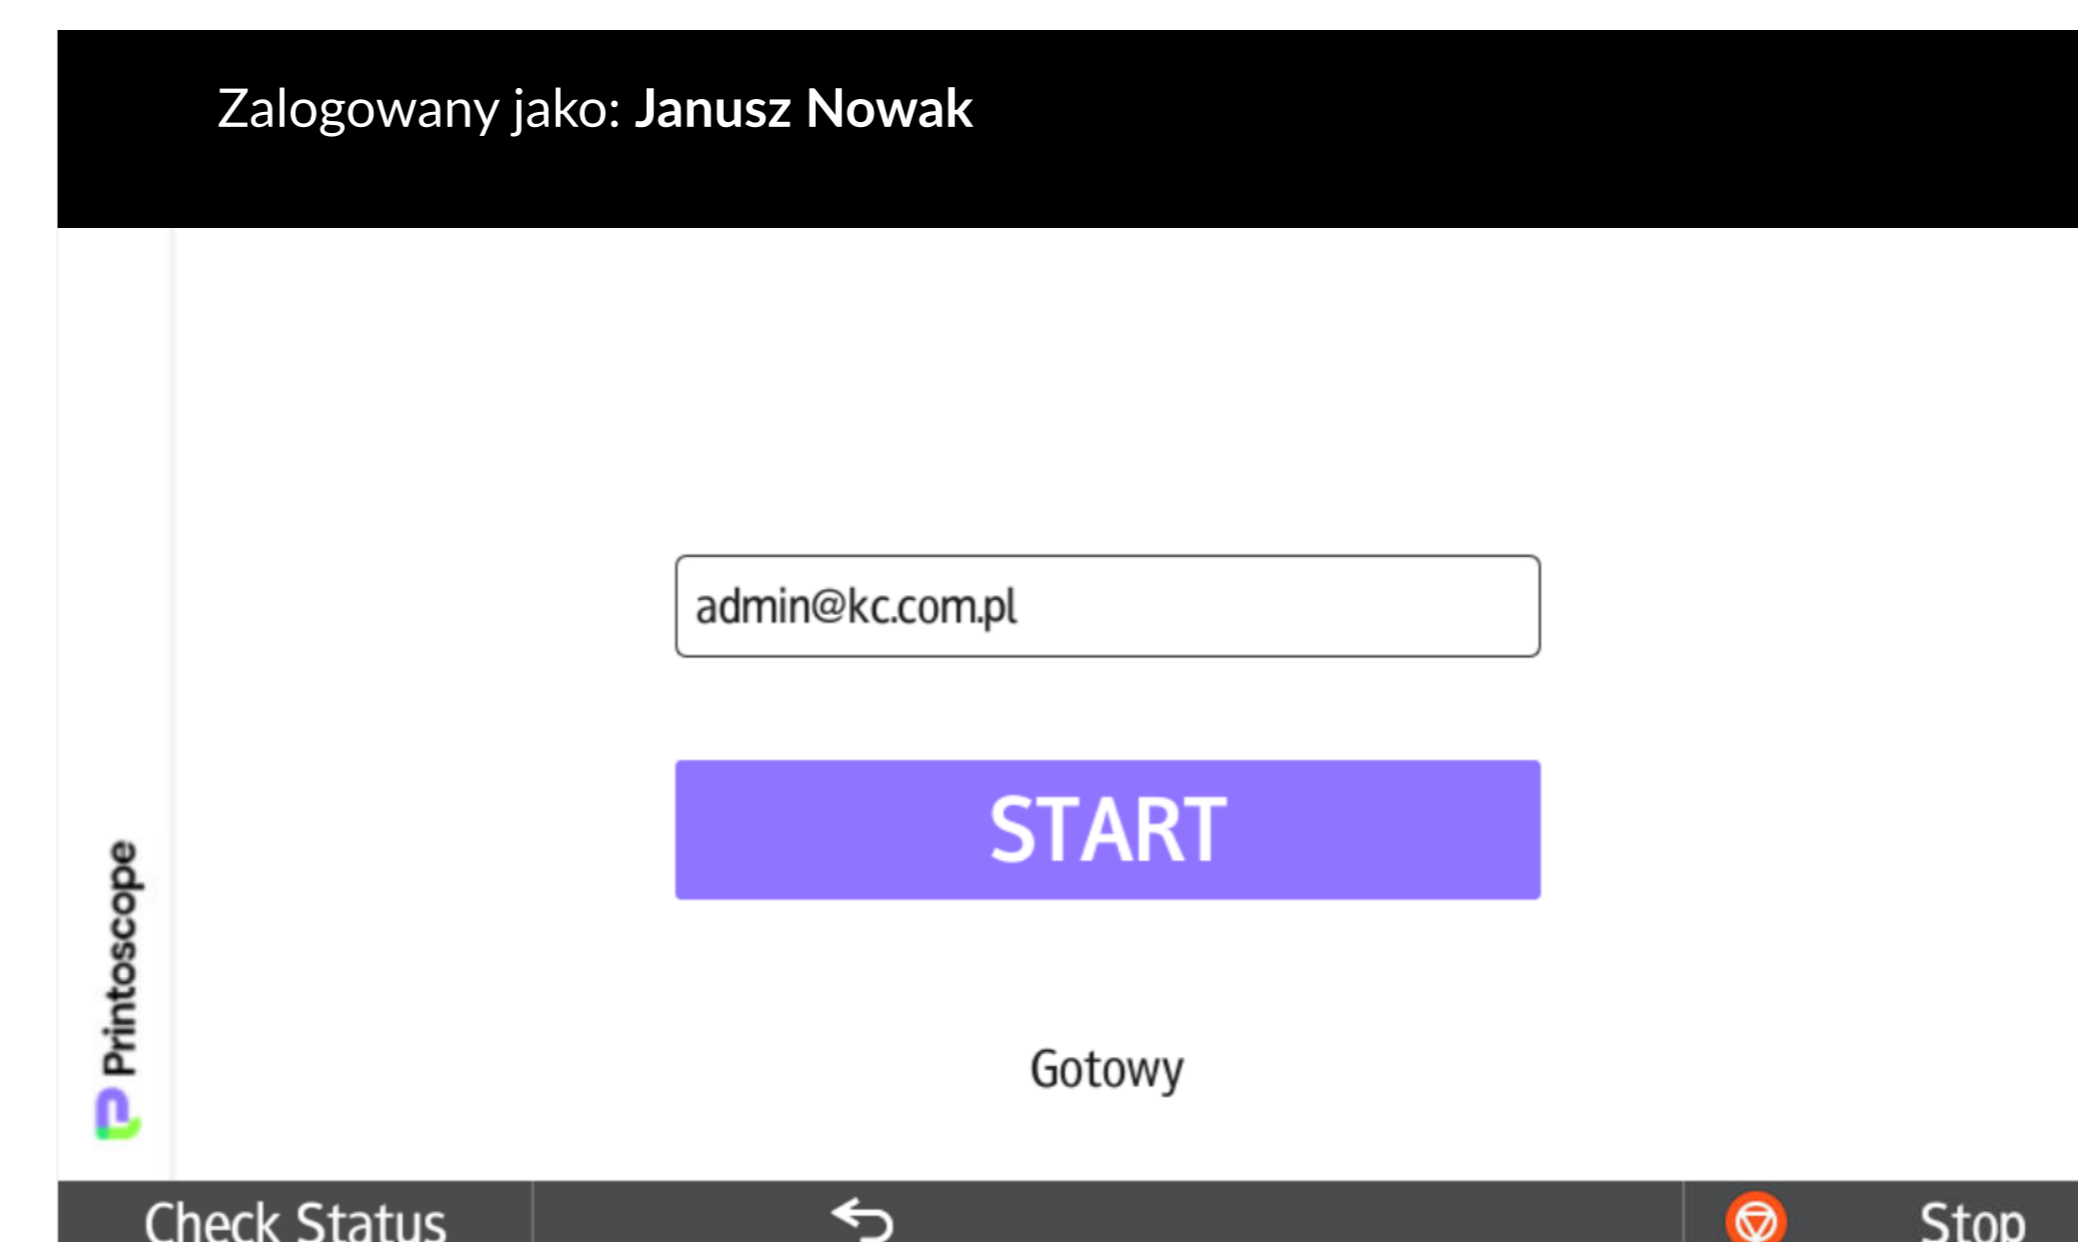 Zalogowany jako: Janusz Nowak
admin@kc.com.pl
START
Printoscope
Gotowy
Check Status
Stop